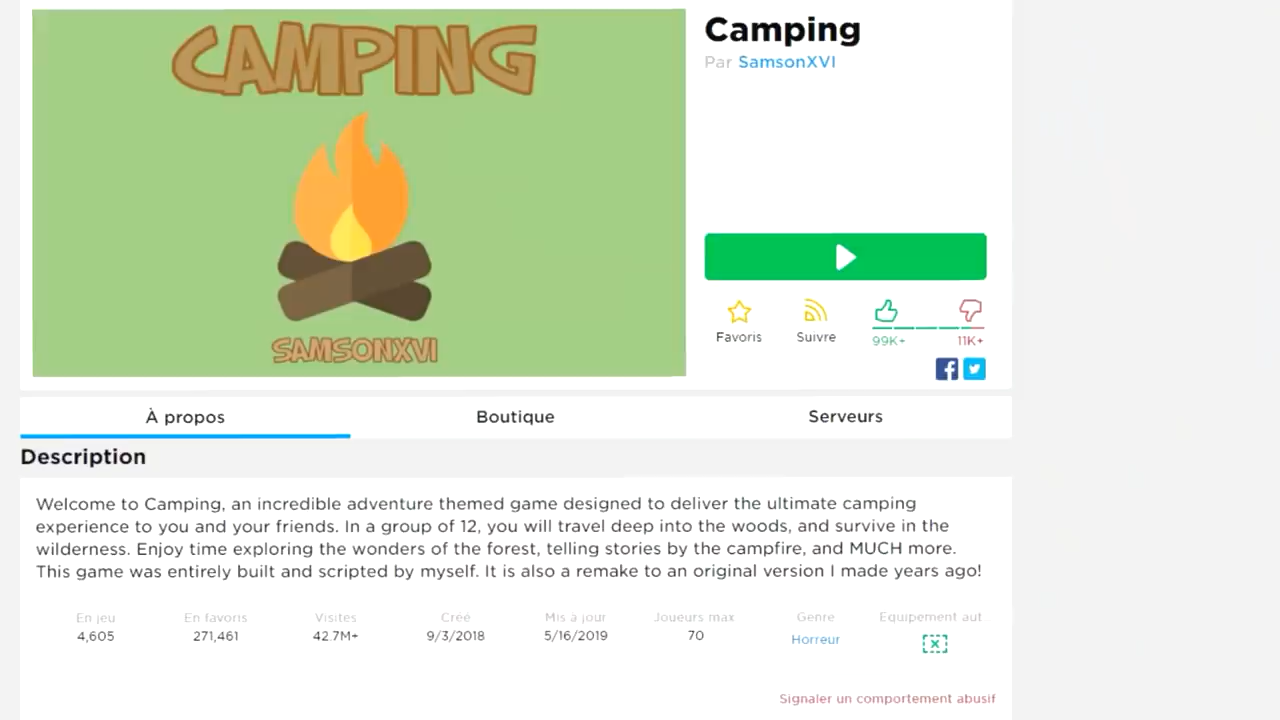 CAMPING
SAMSONXVI
Camping
Par SamsonXVI
Favoris
Suivre
99K+
11K+
À propos
Boutique
Serveurs
Description
Welcome to Camping, an incredible adventure themed game designed to deliver the ultimate camping
experience to you and your friends. In a group of 12, you will travel deep into the woods, and survive in the
wilderness. Enjoy time exploring the wonders of the forest, telling stories by the campfire, and MUCH more.
This game was entirely built and scripted by myself. It is also a remake to an original version I made years ago!
En jeu
4,605
En favoris
271,461
Visites
42.7M+
Créé
9/3/2018
Mis à jour
5/16/2019
Joueurs max
70
Genre
Horreur
Equipement aut...
Signaler un comportement abusif